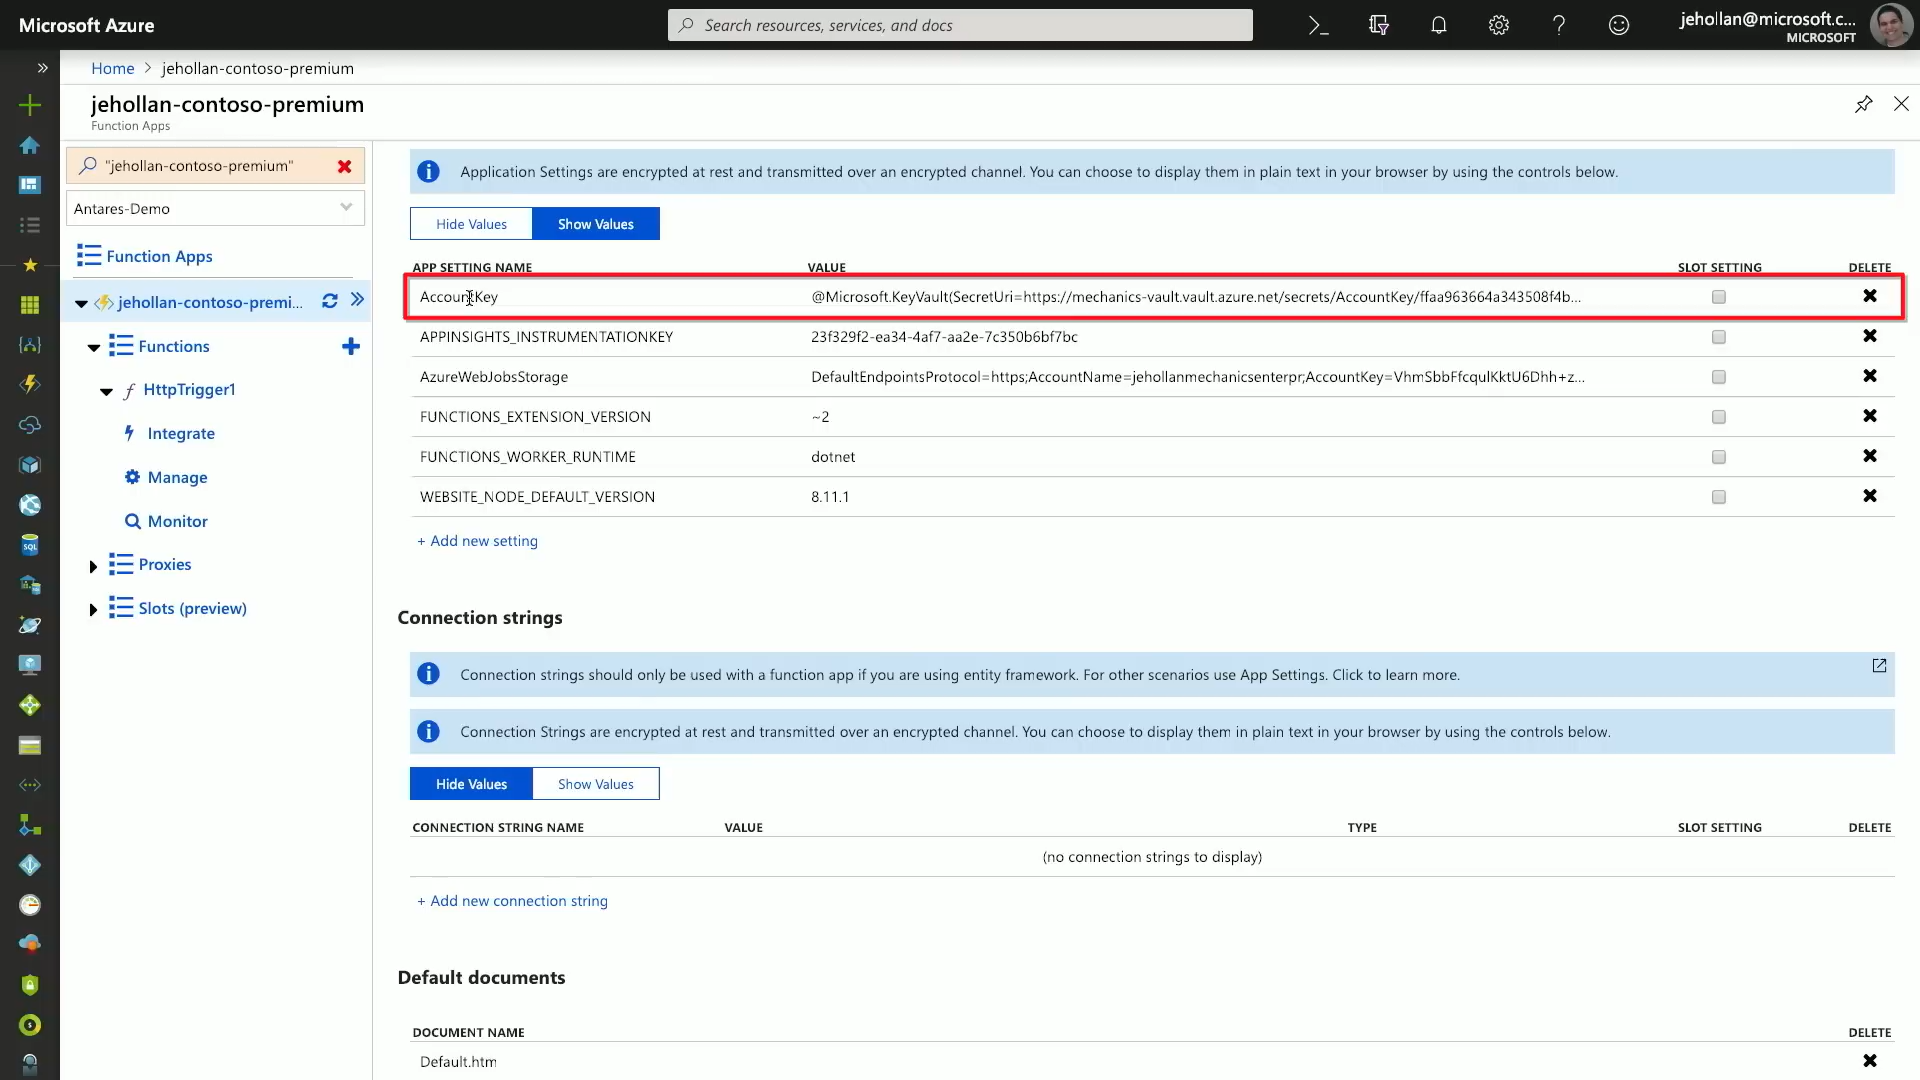 Microsoft Azure
Search resources, services, and docs
jehollan@microsoft.c...
MICROSOFT
Home > jehollan-contoso-premium
jehollan-contoso-premium
Function Apps
"jehollan-contoso-premium"
Antares-Demo
Function Apps
jehollan-contoso-premi...
Functions
HttpTrigger1
Integrate
Manage
Monitor
Proxies
Slots (preview)
Application Settings are encrypted at rest and transmitted over an encrypted channel. You can choose to display them in plain text in your browser by using the controls below.
Hide Values Show Values
APP SETTING NAME VALUE SLOT SETTING DELETE
AccountKey @Microsoft.KeyVault(SecretUri=https://mechanics-vault.vault.azure.net/secrets/AccountKey/ffaa963664a343508f4b...
APPINSIGHTS_INSTRUMENTATIONKEY 23f329f2-ea34-4af7-aa2e-7c350b6bf7bc
AzureWebJobsStorage DefaultEndpointsProtocol=https;AccountName=jehollanmechanicsenterpr;AccountKey=VhmSbbFfcqulKktU6Dhh+z...
FUNCTIONS_EXTENSION_VERSION ~2
FUNCTIONS_WORKER_RUNTIME dotnet
WEBSITE_NODE_DEFAULT_VERSION 8.11.1
+ Add new setting
Connection strings
Connection strings should only be used with a function app if you are using entity framework. For other scenarios use App Settings. Click to learn more.
Connection Strings are encrypted at rest and transmitted over an encrypted channel. You can choose to display them in plain text in your browser by using the controls below.
Hide Values Show Values
CONNECTION STRING NAME VALUE TYPE SLOT SETTING DELETE
(no connection strings to display)
+ Add new connection string
Default documents
DOCUMENT NAME DELETE
Default.htm
SQL